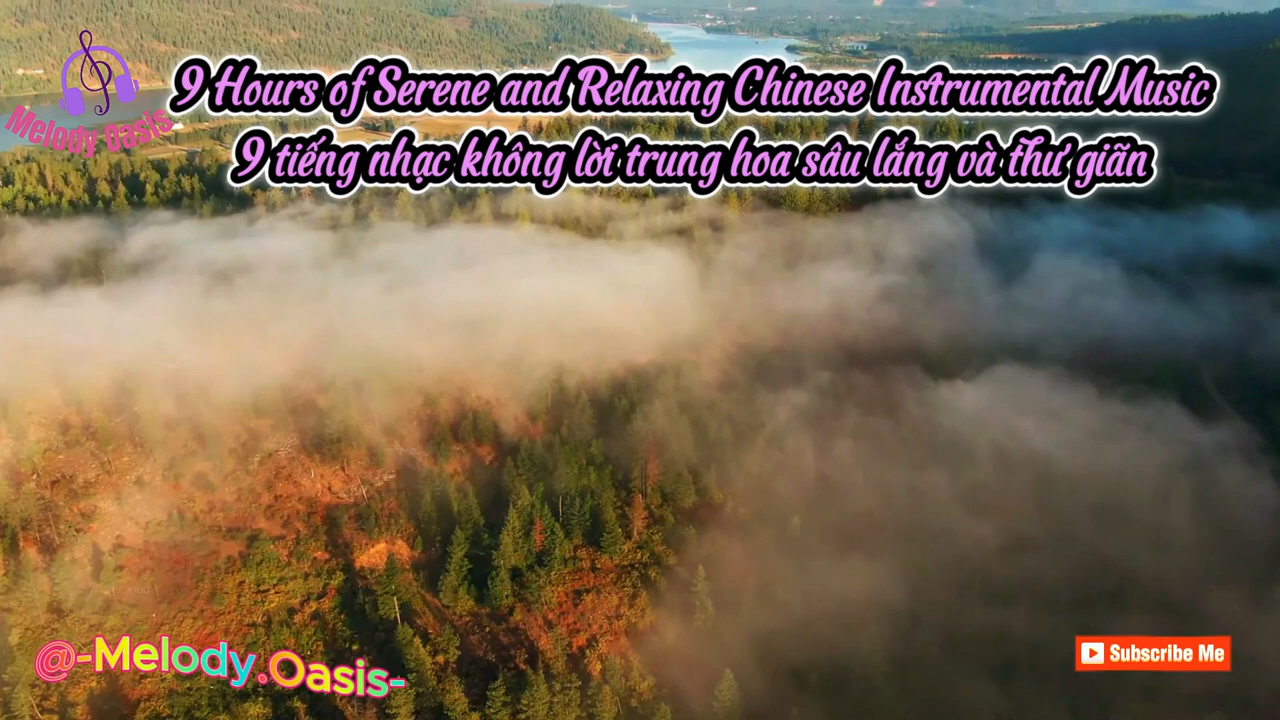 Melody Oasis
9 Hours of Serene and Relaxing Chinese Instrumental Music
9 tiếng nhạc không lời trung hoa sâu lắng và thư giãn
@-Melody.Oasis-
Subscribe Me